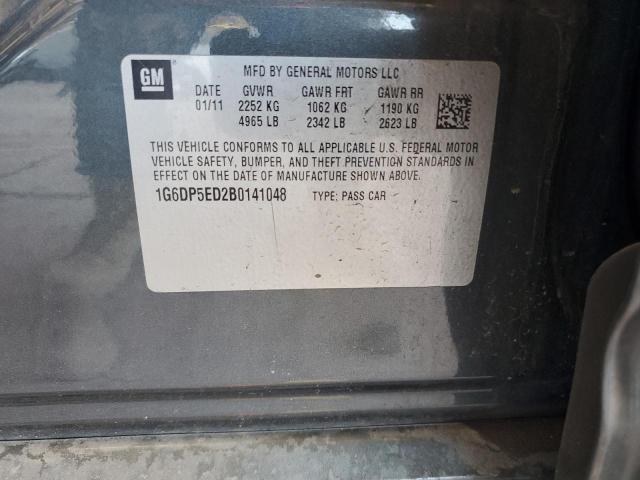 GM
MFD BY GENERAL MOTORS LLC
DATE GVWR GAWR FRT GAWR RR
01/11 2252 KG 1062 KG 1190 KG
4965 LB 2342 LB 2623 LB
THIS VEHICLE CONFORMS TO ALL APPLICABLE U.S. FEDERAL MOTOR
VEHICLE SAFETY, BUMPER, AND THEFT PREVENTION STANDARDS IN
EFFECT ON THE DATE OF MANUFACTURE SHOWN ABOVE.
1G6DP5ED2B0141048 TYPE: PASS CAR